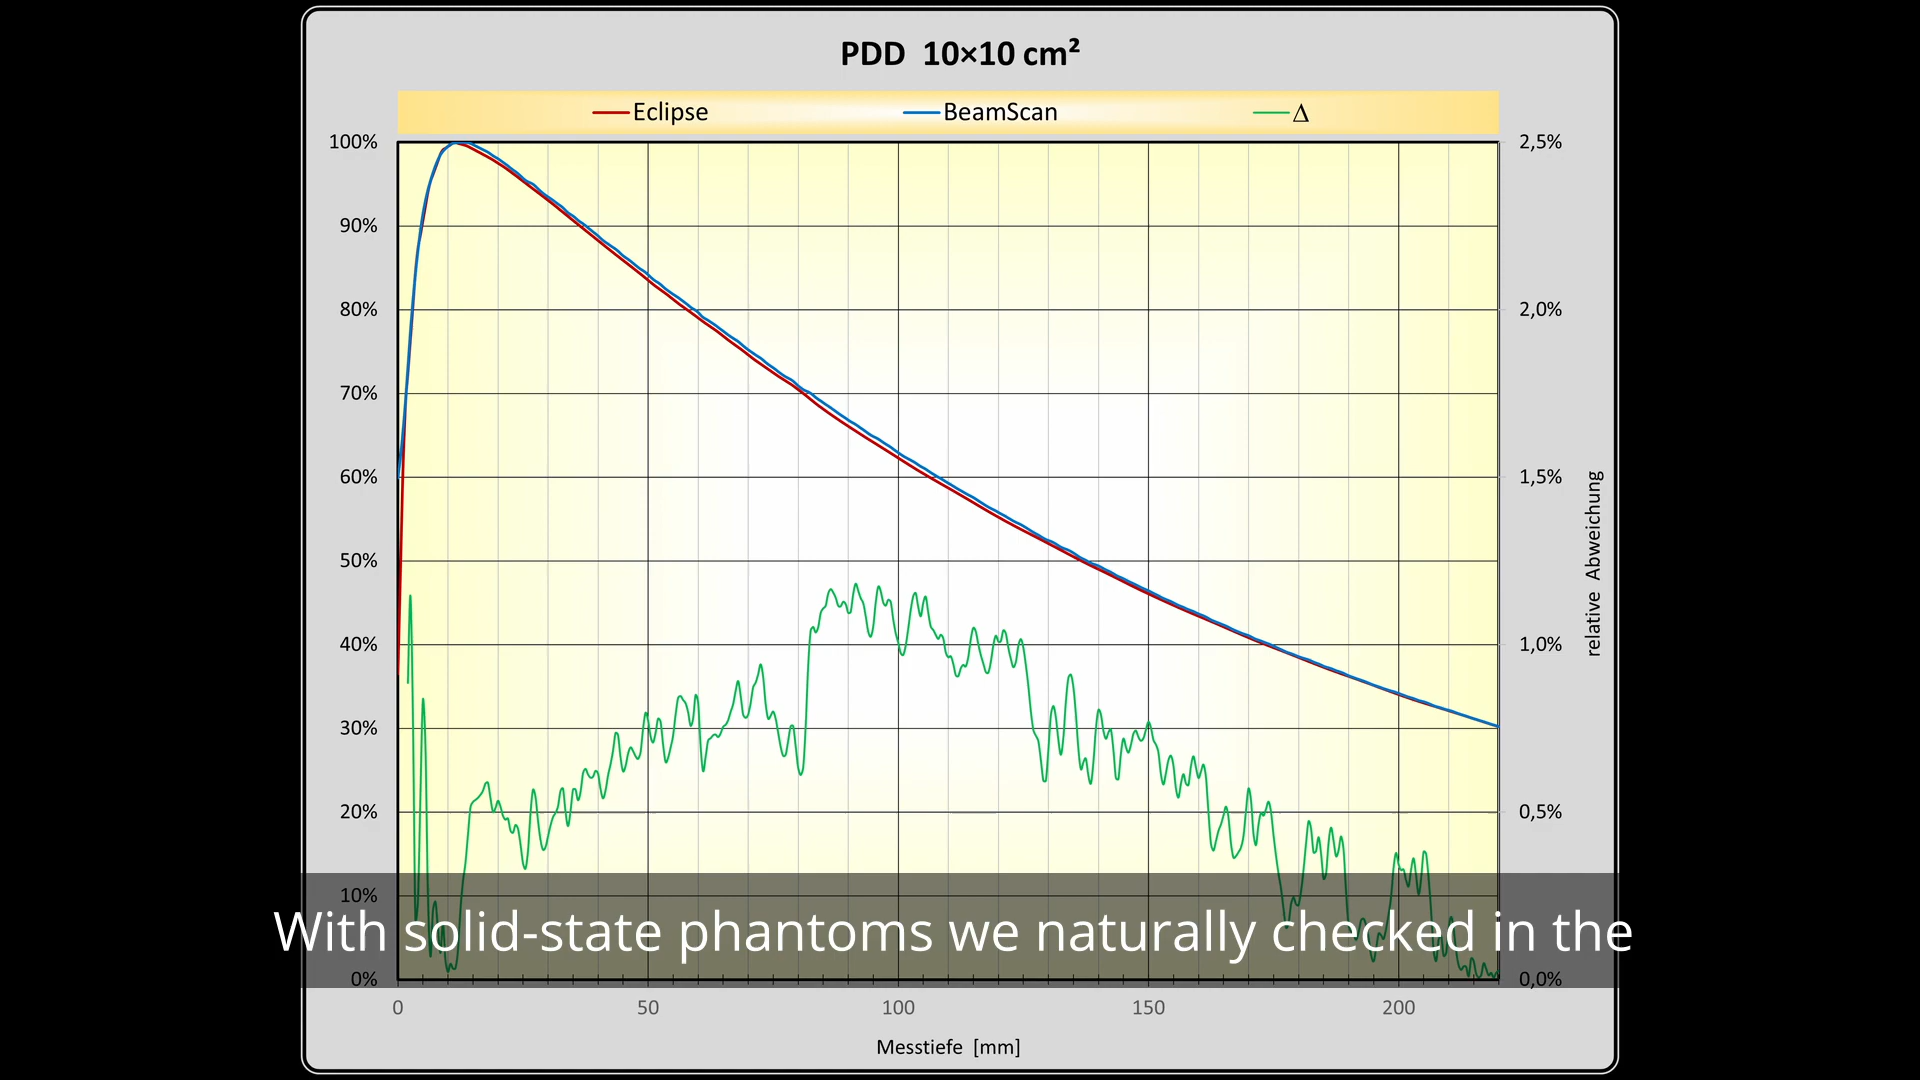 PDD 10×10 cm²
Eclipse BeamScan Δ
100% 2,5%
90%
80% 2,0%
70%
60% 1,5%
50%
40% 1,0%
30%
20% 0,5%
10%
0% 0,0%
relative Abweichung
With solid-state phantoms we naturally checked in the
0 50 100 150 200
Messtiefe [mm]